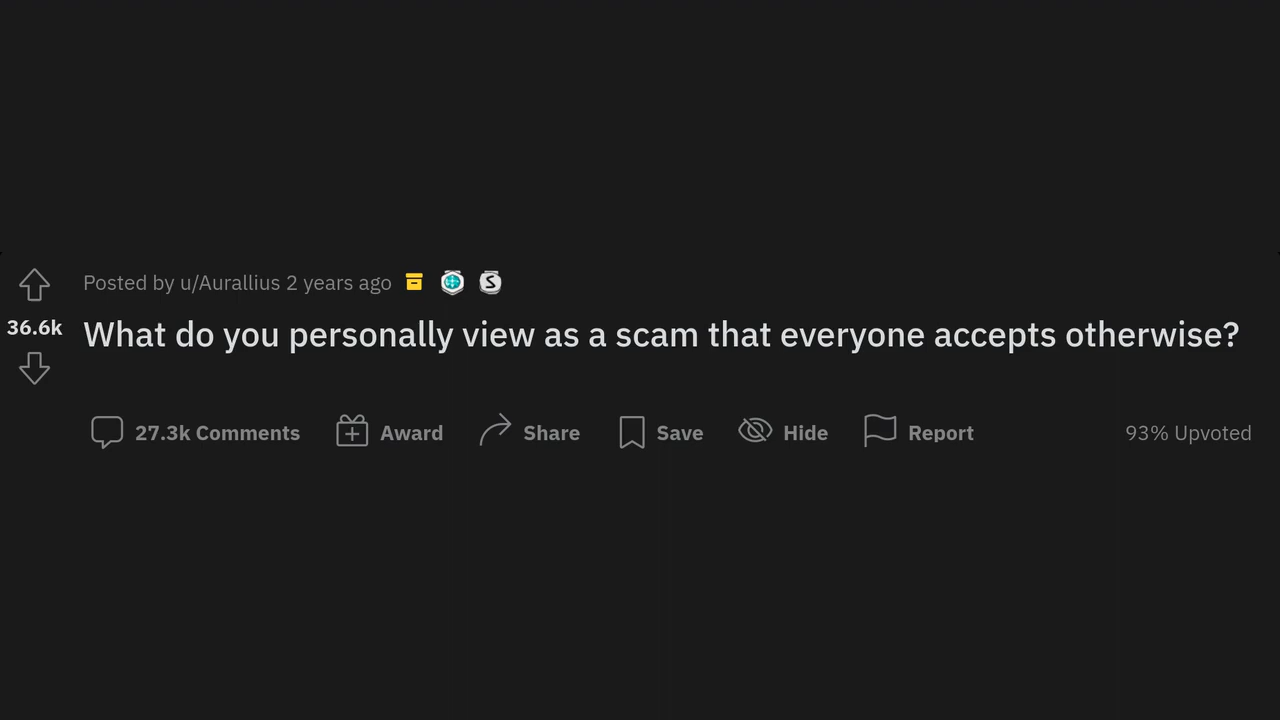 Posted by u/Aurallius 2 years ago
36.6k
What do you personally view as a scam that everyone accepts otherwise?
27.3k Comments Award Share Save Hide Report 93% Upvoted